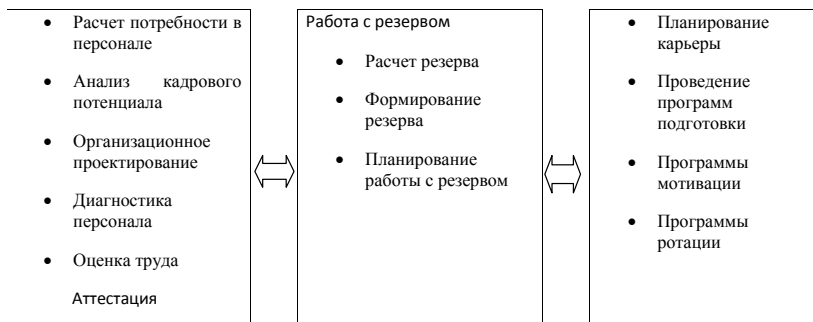 • Расчет потребности в
персонале
• Анализ кадрового
потенциала
• Организационное
проектирование
• Диагностика
персонала
• Оценка труда
Аттестация
Работа с резервом
• Расчет резерва
• Формирование
резерва
• Планирование
работы с резервом
• Планирование
карьеры
• Проведение
программ
подготовки
• Программы
мотивации
• Программы
ротации